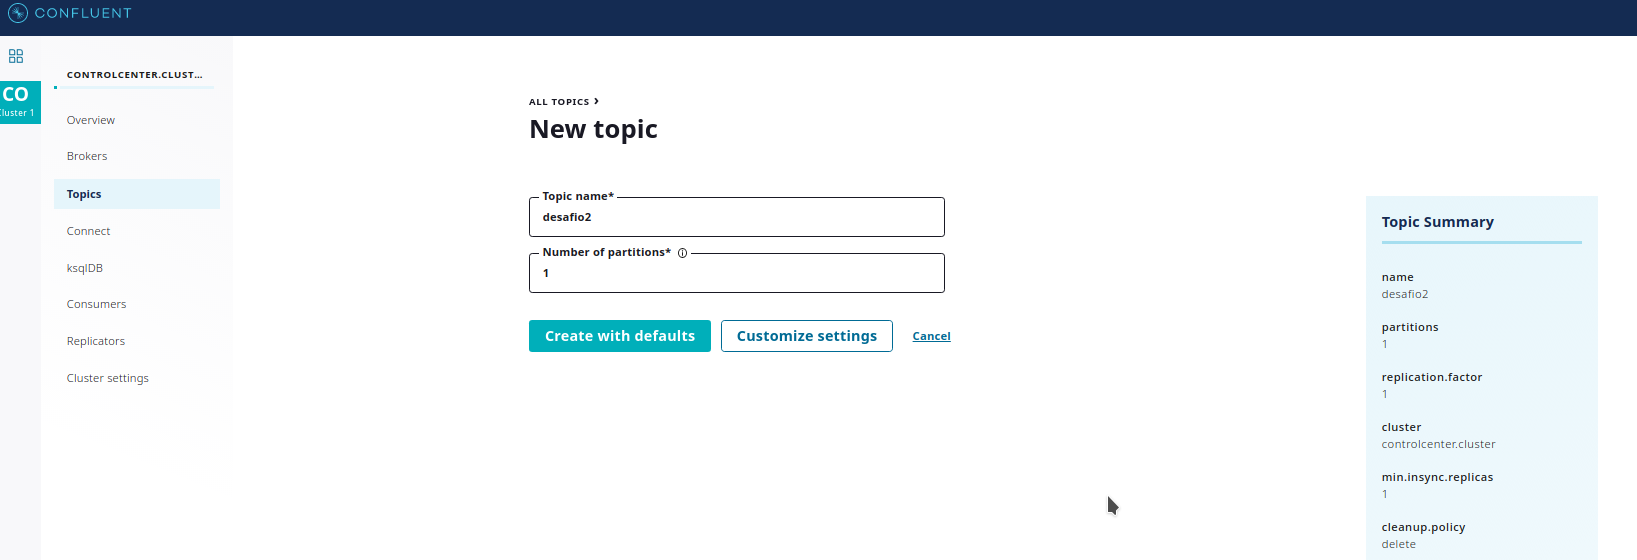 CONFLUENT
CONTROLCENTER.CLUST...
CO
Cluster 1
Overview
Brokers
Topics
Connect
ksqlDB
Consumers
Replicators
Cluster settings
ALL TOPICS ›
New topic
Topic name*
desafio2
Number of partitions*
1
Create with defaults
Customize settings
Cancel
Topic Summary
name
desafio2
partitions
1
replication.factor
1
cluster
controlcenter.cluster
min.insync.replicas
1
cleanup.policy
delete